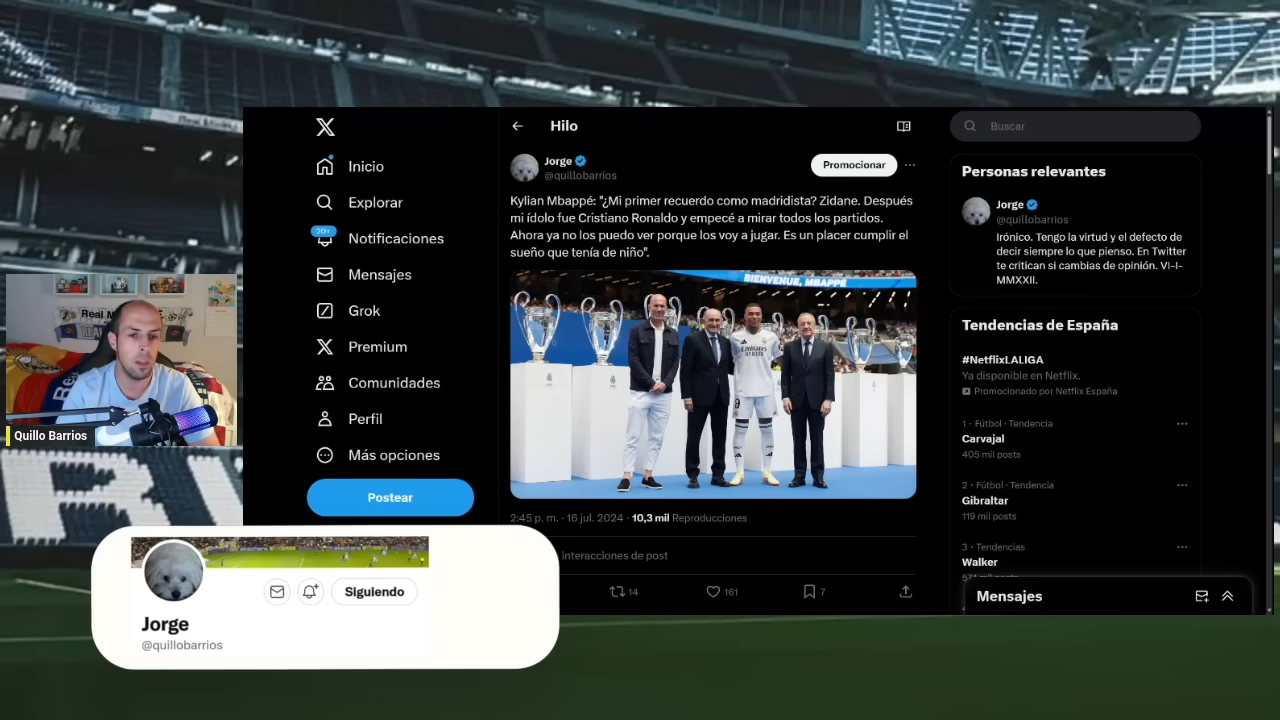 Hilo
Buscar
Inicio
Explorar
20+
Notificaciones
Mensajes
Grok
Premium
Comunidades
Perfil
Más opciones
Postear
Jorge
@quillobarrios
Promocionar
Kylian Mbappé: "¿Mi primer recuerdo como madridista? Zidane. Después
mi ídolo fue Cristiano Ronaldo y empecé a mirar todos los partidos.
Ahora ya no los puedo ver porque los voy a jugar. Es un placer cumplir el
sueño que tenía de niño".
BIENVENUE, MBAPPÉ
2:45 p. m. · 16 jul. 2024 · 10,3 mil Reproducciones
interacciones de post
14
161
7
Personas relevantes
Jorge
@quillobarrios
Irónico. Tengo la virtud y el defecto de
decir siempre lo que pienso. En Twitter
te critican si cambias de opinión. VI-I-
MMXXII.
Tendencias de España
#NetflixLALIGA
Ya disponible en Netflix.
Promocionado por Netflix España
1 · Fútbol · Tendencia
Carvajal
405 mil posts
2 · Fútbol · Tendencia
Gibraltar
119 mil posts
3 · Tendencias
Walker
Mensajes
Quillo Barrios
Siguiendo
Jorge
@quillobarrios